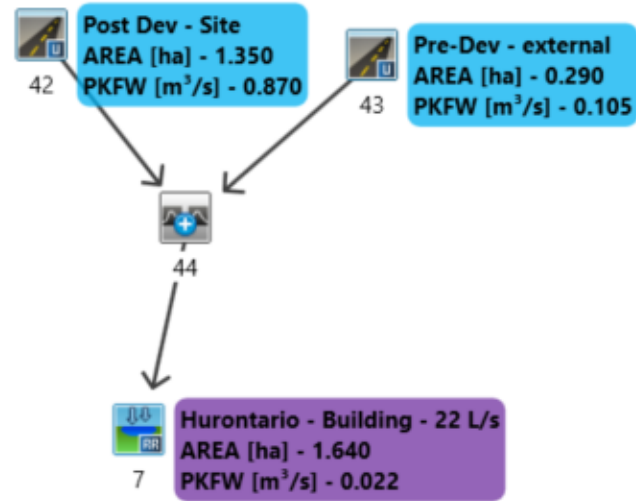 Post Dev - Site
AREA [ha] - 1.350
PKFW [m³/s] - 0.870
U
42
Pre-Dev - external
AREA [ha] - 0.290
PKFW [m³/s] - 0.105
U
43
44
Hurontario - Building - 22 L/s
AREA [ha] - 1.640
PKFW [m³/s] - 0.022
RR
7